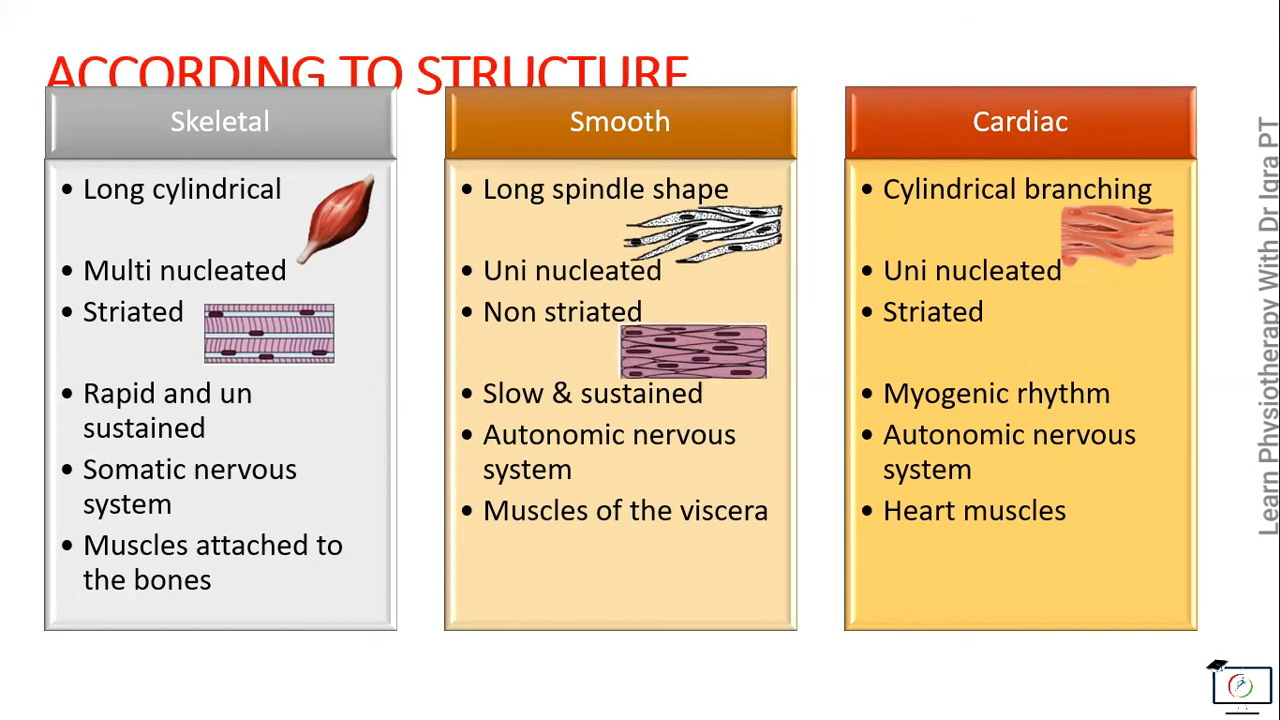 ACCORDING TO STRUCTURE
Skeletal
• Long cylindrical
• Multi nucleated
• Striated
• Rapid and un
sustained
• Somatic nervous
system
• Muscles attached to
the bones
Smooth
• Long spindle shape
• Uni nucleated
• Non striated
• Slow & sustained
• Autonomic nervous
system
• Muscles of the viscera
Cardiac
• Cylindrical branching
• Uni nucleated
• Striated
• Myogenic rhythm
• Autonomic nervous
system
• Heart muscles
Learn Physiotherapy With Dr Iqra PT